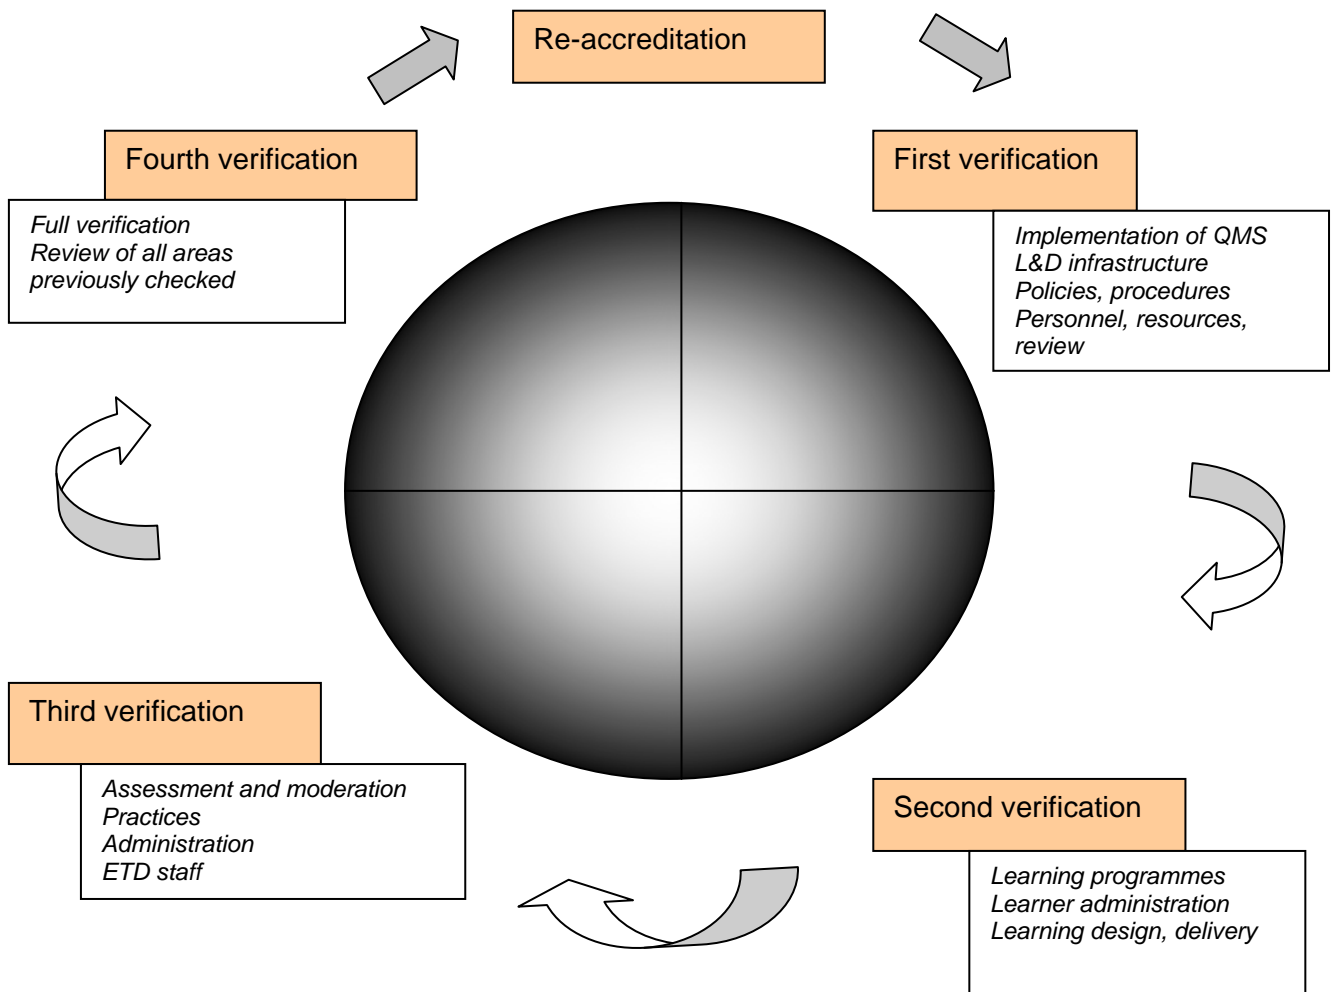 Re-accreditation
Fourth verification
Full verification
Review of all areas
previously checked
First verification
Implementation of QMS
L&D infrastructure
Policies, procedures
Personnel, resources,
review
Third verification
Assessment and moderation
Practices
Administration
ETD staff
Second verification
Learning programmes
Learner administration
Learning design, delivery